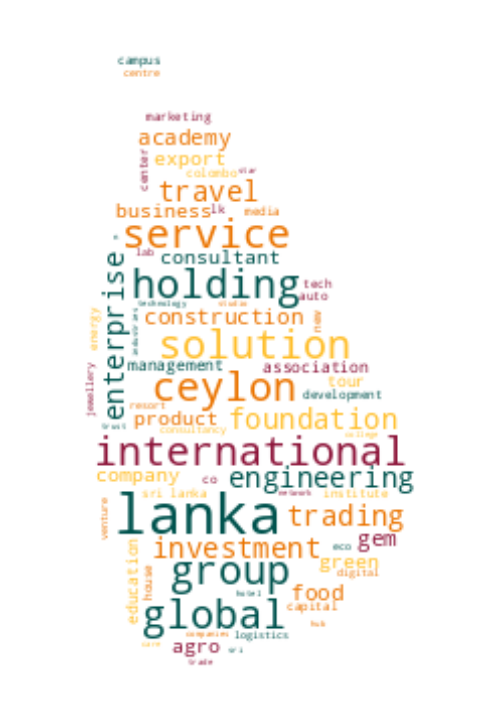 campus
centre
marketing
academy
center
export
star
colombo
travel
business
lk
media
service
lab
consultant
enterprise
holding
tech
auto
technology
studio
industries
construction
new
energy
solution
management
association
jewellery
ceylon
tour
development
resort
product
foundation
trust
consultancy
college
international
company
co
engineering
sri lanka
network
institute
venture
lanka
trading
investment
eco
gem
education
house
group
green
digital
hotel
food
capital
global
hub
companies
logistics
care
agro
sri
trade